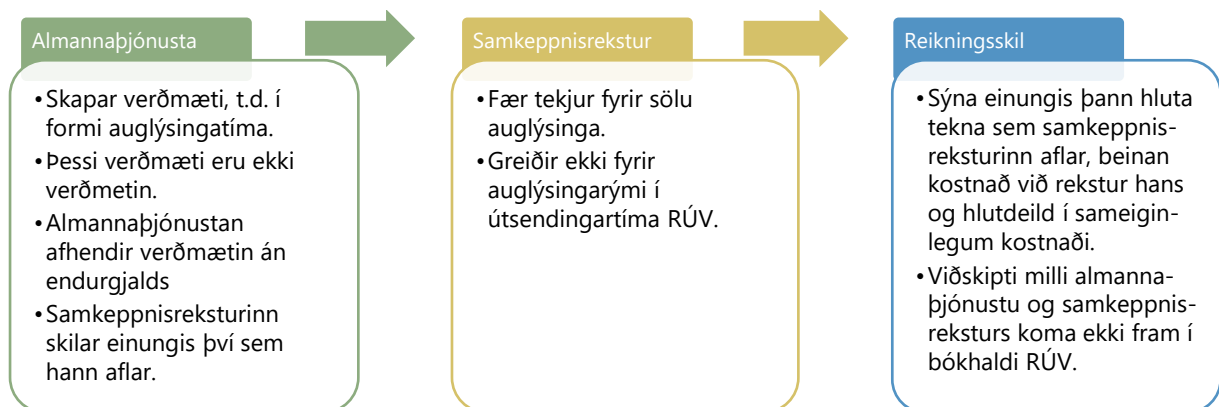 Almannaþjónusta
• Skapar verðmæti, t.d. í
formi auglýsingatíma.
• Þessi verðmæti eru ekki
verðmetin.
• Almannaþjónustan
afhendir verðmætin án
endurgjalds
• Samkeppnisreksturinn
skilar einungis því sem
hann aflar.
Samkeppnisrekstur
• Fær tekjur fyrir sölu
auglýsinga.
• Greiðir ekki fyrir
auglýsingarými í
útsendingartíma RÚV.
Reikningsskil
• Sýna einungis þann hluta
tekna sem samkeppnis-
reksturinn aflar, beinan
kostnað við rekstur hans
og hlutdeild í sameigin-
legum kostnaði.
• Viðskipti milli almanna-
þjónustu og samkeppnis-
reksturs koma ekki fram í
bókhaldi RÚV.